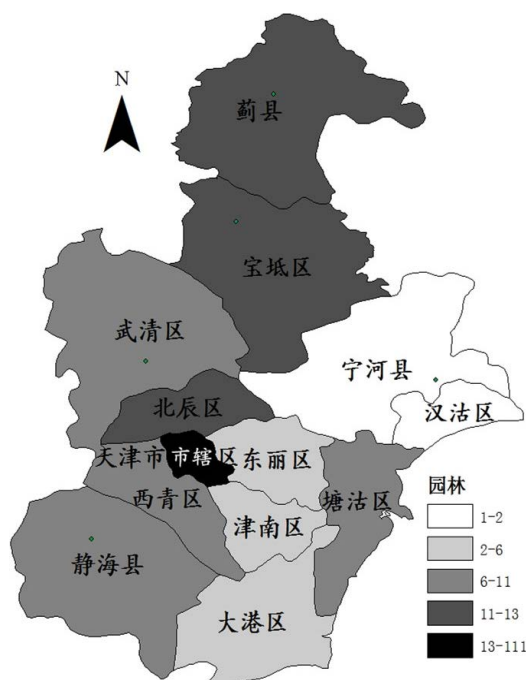 N
蓟县
宝坻区
武清区
宁河县
北辰区
汉沽区
天津市市辖区
东丽区
西青区
塘沽区
津南区
静海县
大港区
园林
1-2
2-6
6-11
11-13
13-111